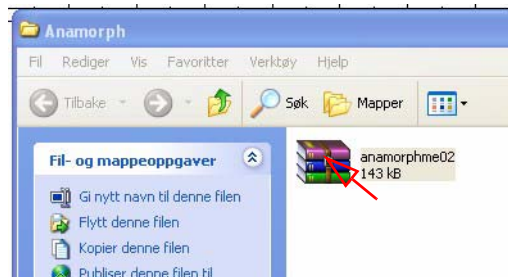 Anamorph
Fil Rediger Vis Favoritter Verktøy Hjelp
Tilbake Søk Mapper
Fil- og mappeoppgaver
Gi nytt navn til denne filen
Flytt denne filen
Kopier denne filen
Publiser denne filen til
anamorphme02
143 kB